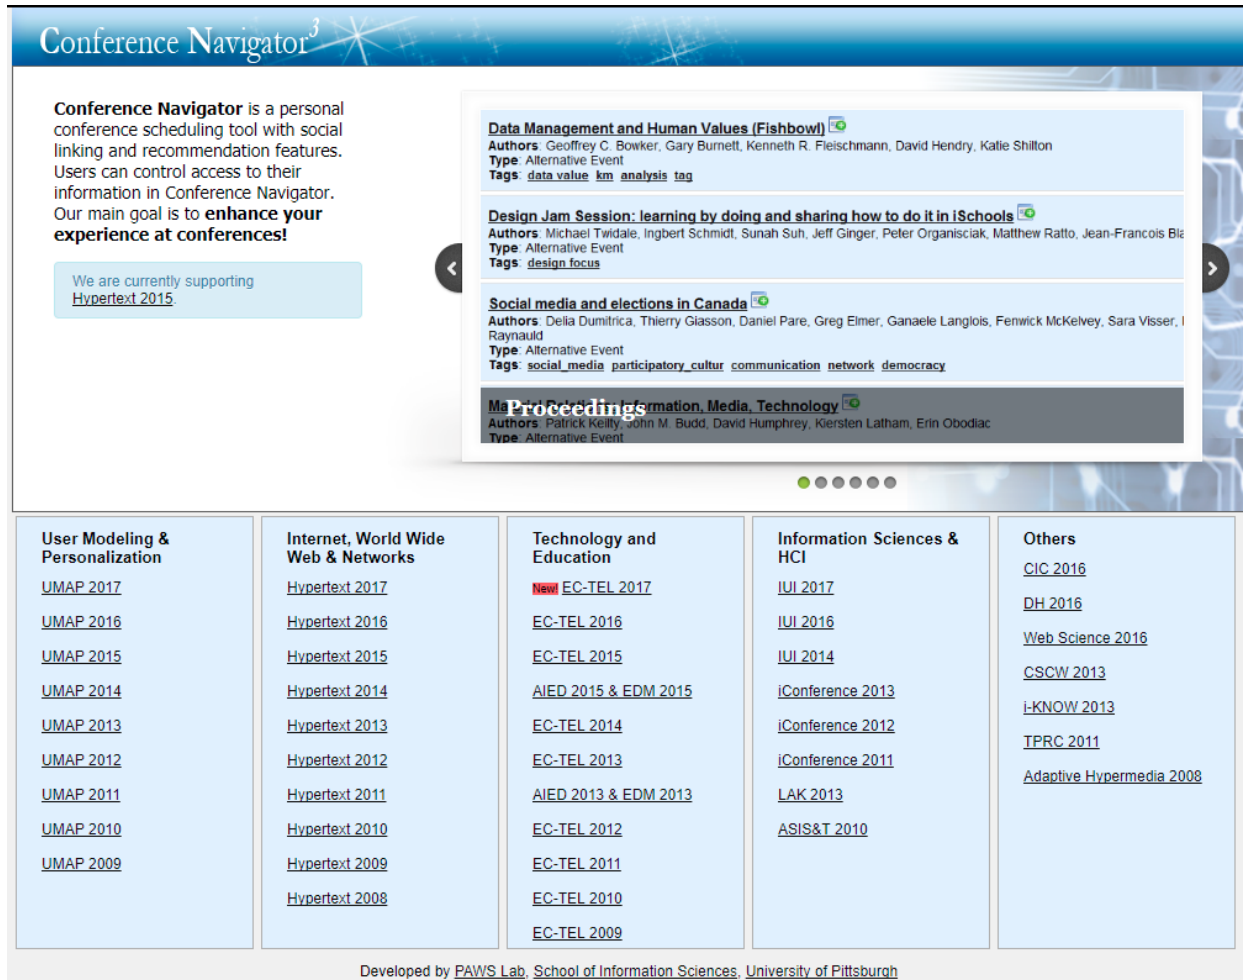 Conference Navigator3
Conference Navigator is a personal
conference scheduling tool with social
linking and recommendation features.
Users can control access to their
information in Conference Navigator.
Our main goal is to enhance your
experience at conferences!
We are currently supporting
Hypertext 2015.
Data Management and Human Values (Fishbowl)
Authors: Geoffrey C. Bowker, Gary Burnett, Kenneth R. Fleischmann, David Hendry, Katie Shilton
Type: Alternative Event
Tags: data value km analysis tag
Design Jam Session: learning by doing and sharing how to do it in iSchools
Authors: Michael Twidale, Ingbert Schmidt, Sunah Suh, Jeff Ginger, Peter Organisciak, Matthew Ratto, Jean-Francois Bla
Type: Alternative Event
Tags: design focus
Social media and elections in Canada
Authors: Delia Dumitrica, Thierry Giasson, Daniel Pare, Greg Elmer, Ganaele Langlois, Fenwick McKelvey, Sara Visser,
Raynauld
Type: Alternative Event
Tags: social_media participatory_cultur communication network democracy
Information, Media, Technology
Proceedings
Authors: Patrick Keilty, John M. Budd, David Humphrey, Kiersten Latham, Erin Obodiac
Type: Alternative Event
User Modeling &
Personalization
UMAP 2017
UMAP 2016
UMAP 2015
UMAP 2014
UMAP 2013
UMAP 2012
UMAP 2011
UMAP 2010
UMAP 2009
Internet, World Wide
Web & Networks
Hypertext 2017
Hypertext 2016
Hypertext 2015
Hypertext 2014
Hypertext 2013
Hypertext 2012
Hypertext 2011
Hypertext 2010
Hypertext 2009
Hypertext 2008
Technology and
Education
New! EC-TEL 2017
EC-TEL 2016
EC-TEL 2015
AIED 2015 & EDM 2015
EC-TEL 2014
EC-TEL 2013
AIED 2013 & EDM 2013
EC-TEL 2012
EC-TEL 2011
EC-TEL 2010
EC-TEL 2009
Information Sciences &
HCI
IUI 2017
IUI 2016
IUI 2014
iConference 2013
iConference 2012
iConference 2011
LAK 2013
ASIS&T 2010
Others
CIC 2016
DH 2016
Web Science 2016
CSCW 2013
i-KNOW 2013
TPRC 2011
Adaptive Hypermedia 2008
Developed by PAWS Lab, School of Information Sciences, University of Pittsburgh